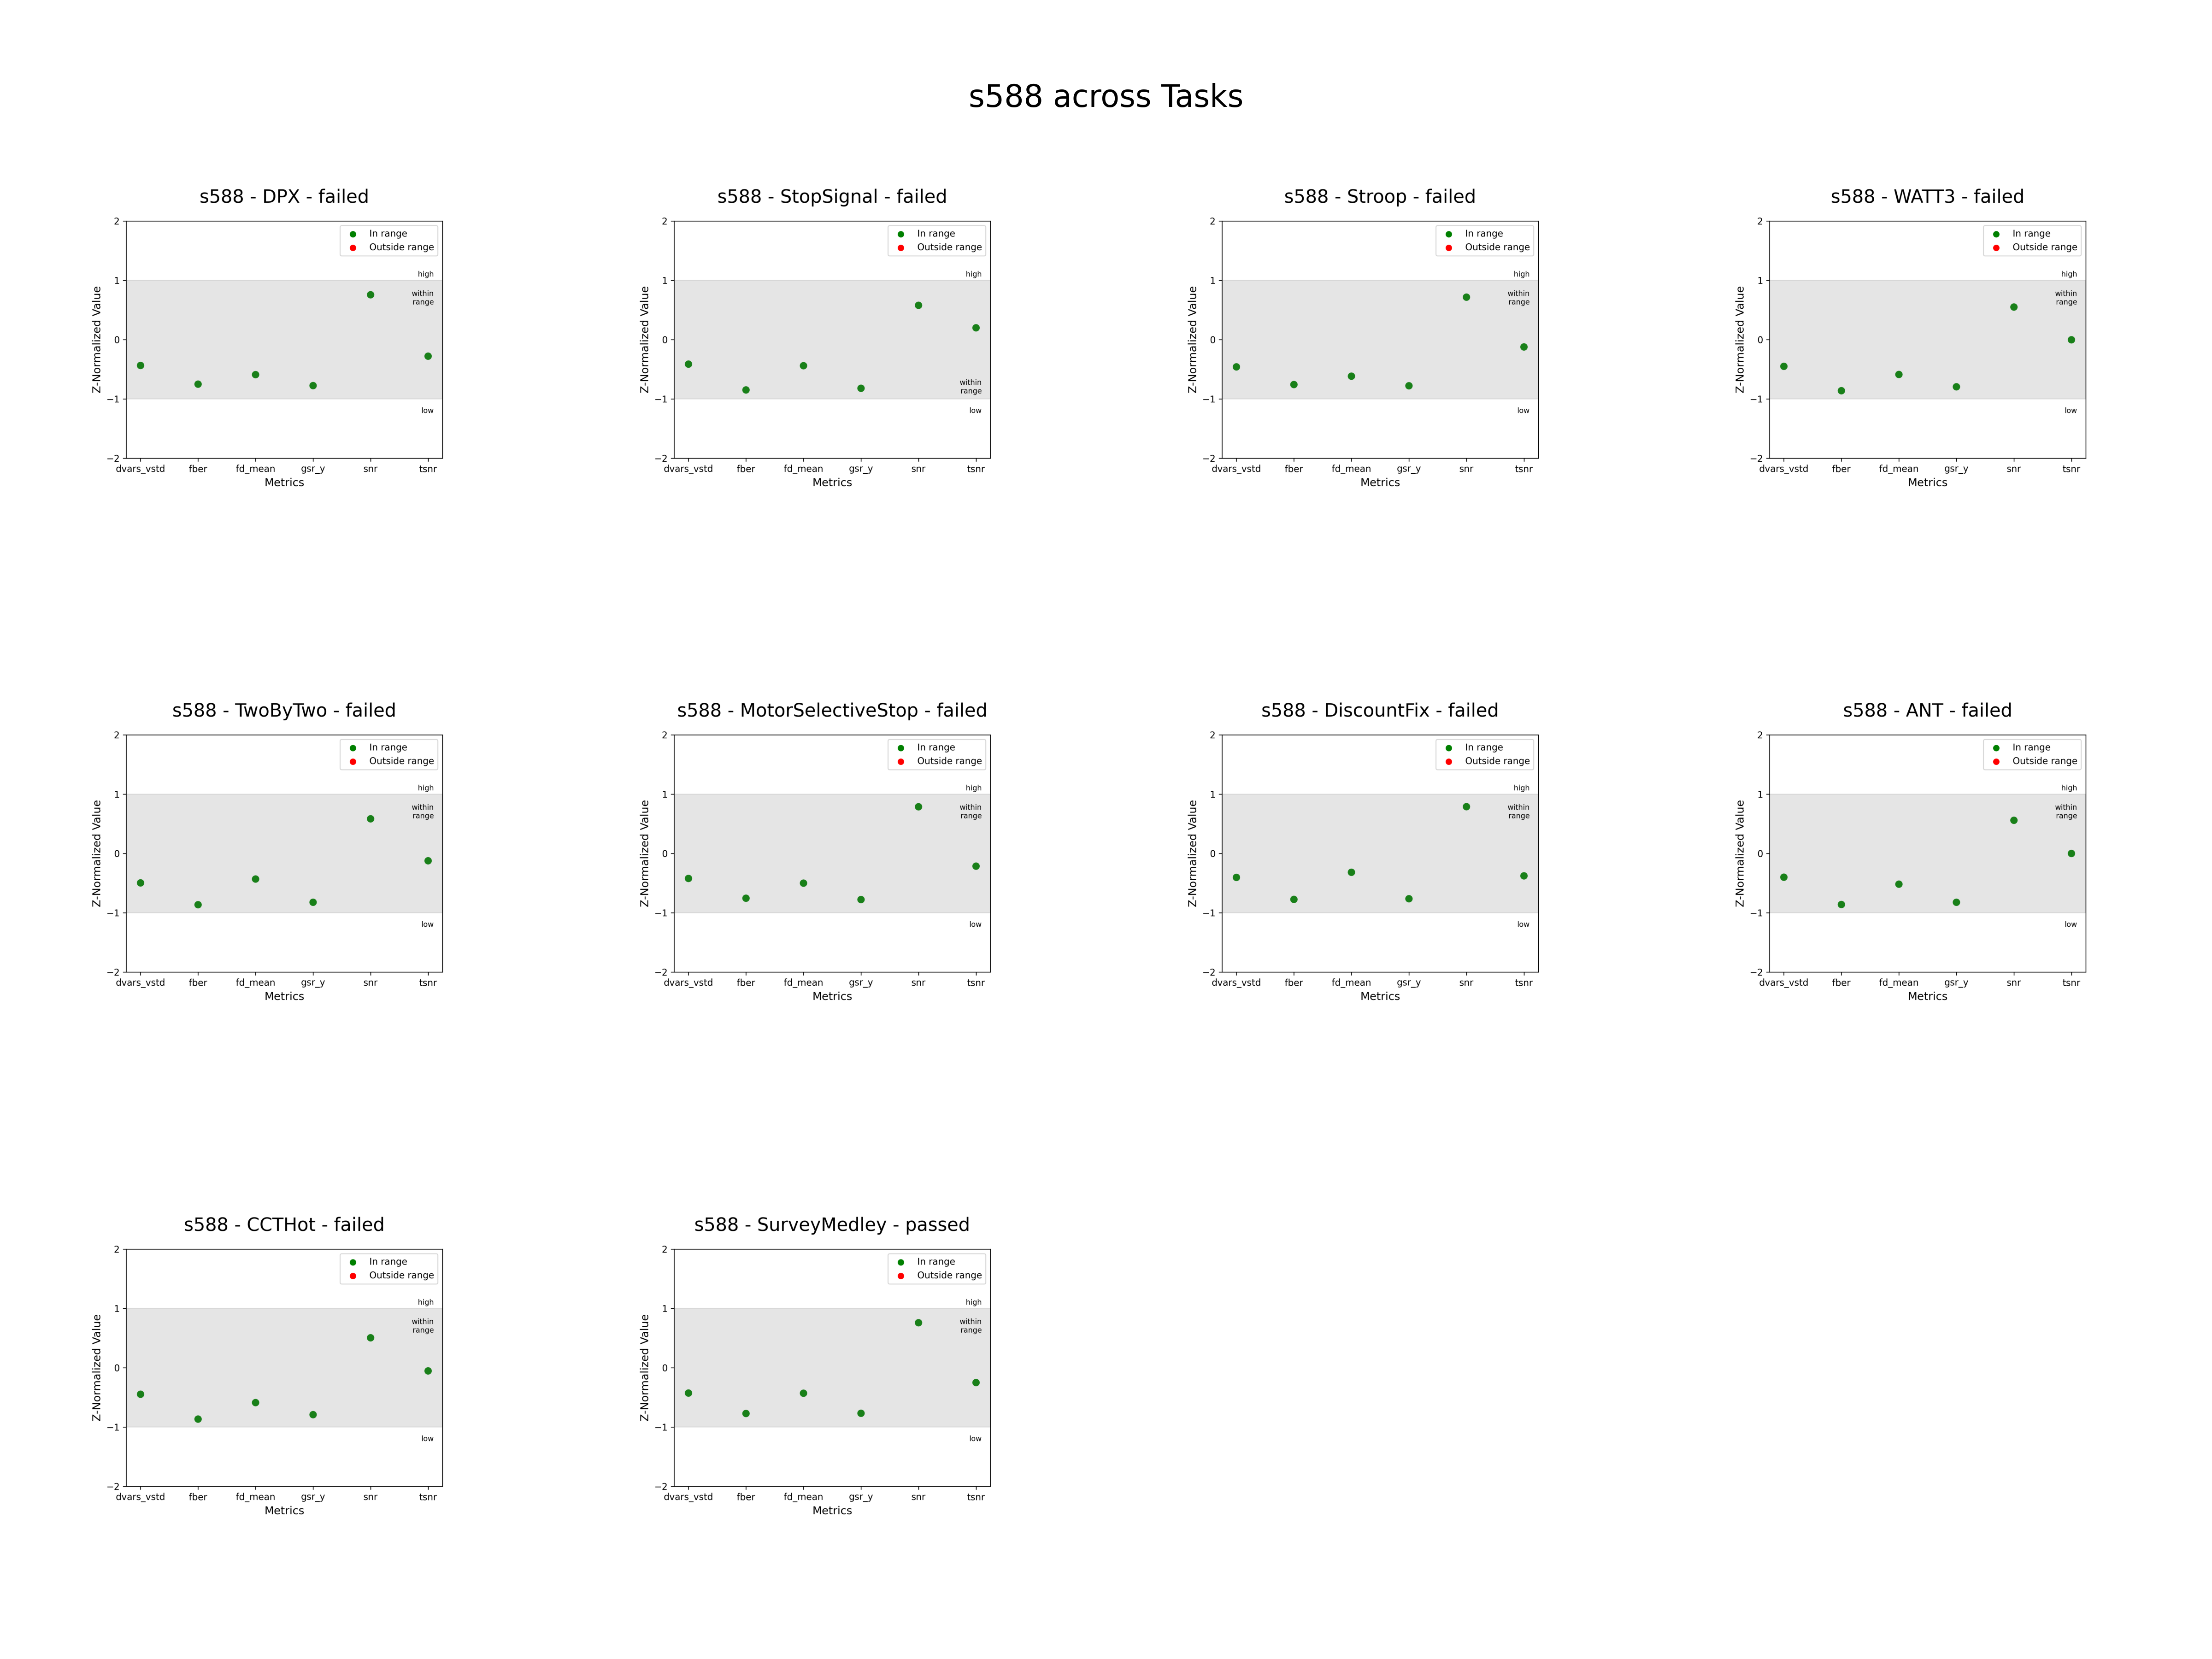 s588 across Tasks
s588 - DPX - failed
2
1
0
−1
−2
Z-Normalized Value
In range
Outside range
high
within
range
low
dvars_vstd fber fd_mean gsr_y snr tsnr
Metrics
s588 - StopSignal - failed
2
1
0
−1
−2
Z-Normalized Value
In range
Outside range
high
within
range
low
dvars_vstd fber fd_mean gsr_y snr tsnr
Metrics
s588 - Stroop - failed
2
1
0
−1
−2
Z-Normalized Value
In range
Outside range
high
within
range
low
dvars_vstd fber fd_mean gsr_y snr tsnr
Metrics
s588 - WATT3 - failed
2
1
0
−1
−2
Z-Normalized Value
In range
Outside range
high
within
range
low
dvars_vstd fber fd_mean gsr_y snr tsnr
Metrics
s588 - TwoByTwo - failed
2
1
0
−1
−2
Z-Normalized Value
In range
Outside range
high
within
range
low
dvars_vstd fber fd_mean gsr_y snr tsnr
Metrics
s588 - MotorSelectiveStop - failed
2
1
0
−1
−2
Z-Normalized Value
In range
Outside range
high
within
range
low
dvars_vstd fber fd_mean gsr_y snr tsnr
Metrics
s588 - DiscountFix - failed
2
1
0
−1
−2
Z-Normalized Value
In range
Outside range
high
within
range
low
dvars_vstd fber fd_mean gsr_y snr tsnr
Metrics
s588 - ANT - failed
2
1
0
−1
−2
Z-Normalized Value
In range
Outside range
high
within
range
low
dvars_vstd fber fd_mean gsr_y snr tsnr
Metrics
s588 - CCTHot - failed
2
1
0
−1
−2
Z-Normalized Value
In range
Outside range
high
within
range
low
dvars_vstd fber fd_mean gsr_y snr tsnr
Metrics
s588 - SurveyMedley - passed
2
1
0
−1
−2
Z-Normalized Value
In range
Outside range
high
within
range
low
dvars_vstd fber fd_mean gsr_y snr tsnr
Metrics